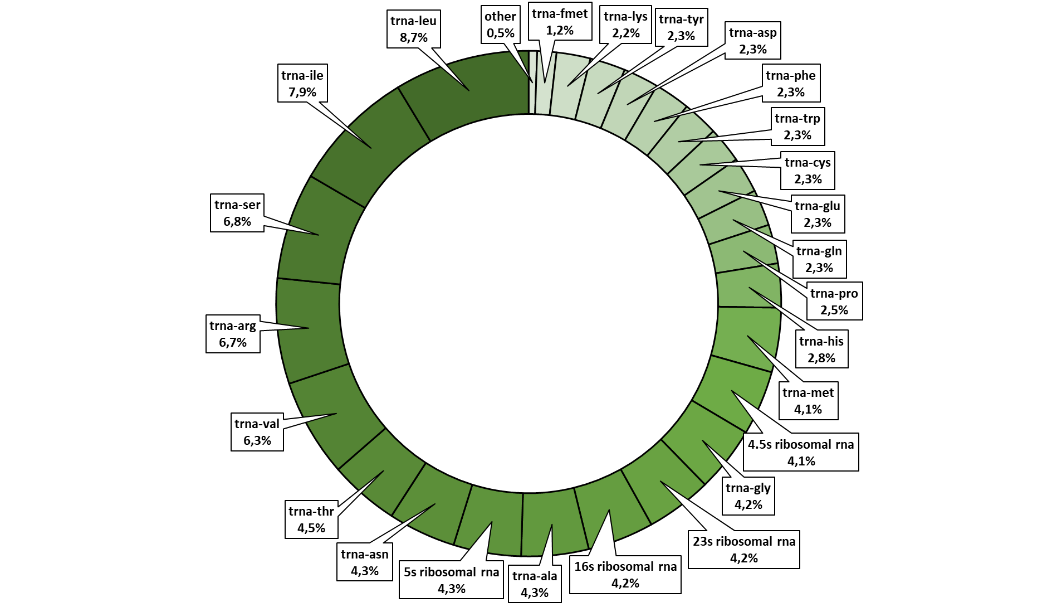 other
0,5%
trna-fmet
1,2%
trna-lys
2,2%
trna-tyr
2,3%
trna-asp
2,3%
trna-phe
2,3%
trna-trp
2,3%
trna-cys
2,3%
trna-glu
2,3%
trna-gln
2,3%
trna-pro
2,5%
trna-his
2,8%
trna-met
4,1%
4.5s ribosomal rna
4,1%
trna-gly
4,2%
23s ribosomal rna
4,2%
16s ribosomal rna
4,2%
trna-ala
4,3%
5s ribosomal rna
4,3%
trna-asn
4,3%
trna-thr
4,5%
trna-val
6,3%
trna-arg
6,7%
trna-ser
6,8%
trna-ile
7,9%
trna-leu
8,7%